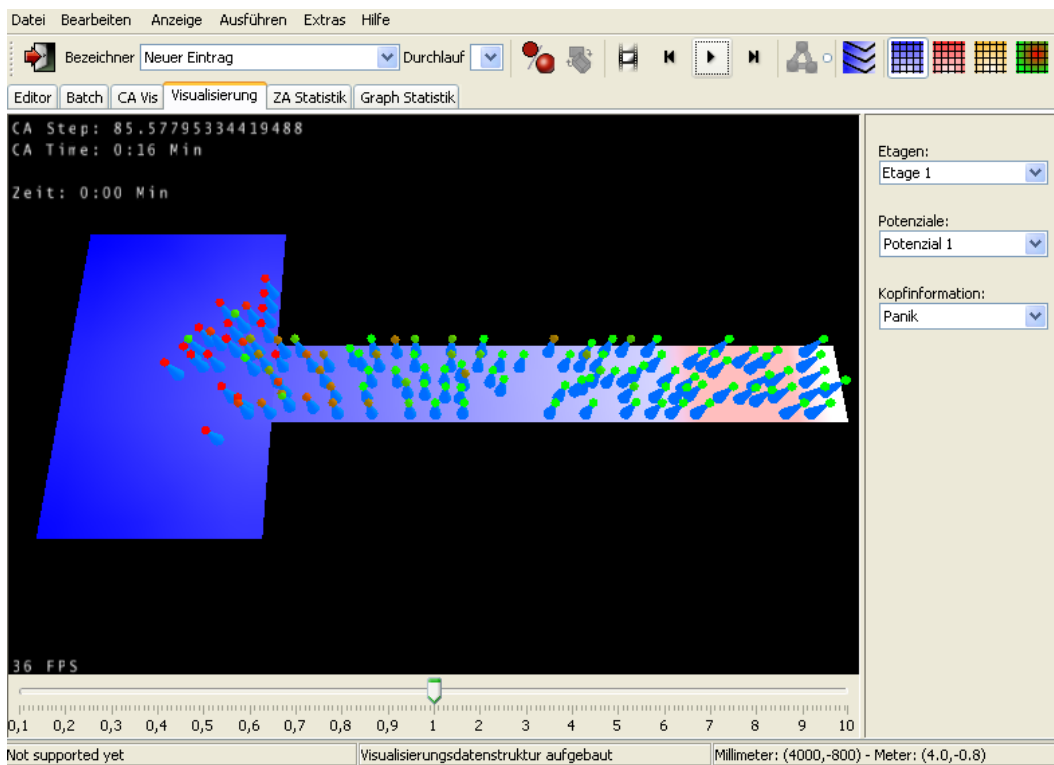 Datei Bearbeiten Anzeige Ausführen Extras Hilfe
Bezeichner Neuer Eintrag Durchlauf
Editor Batch CA Vis Visualisierung ZA Statistik Graph Statistik
CA Step: 85.57795334419488
CA Time: 0:16 Min
Zeit: 0:00 Min
Etagen:
Etage 1
Potenziale:
Potenzial 1
Kopfinformation:
Panik
36 FPS
0,1 0,2 0,3 0,4 0,5 0,6 0,7 0,8 0,9 1 2 3 4 5 6 7 8 9 10
Not supported yet Visualisierungsdatenstruktur aufgebaut Millimeter: (4000,-800) - Meter: (4.0,-0.8)